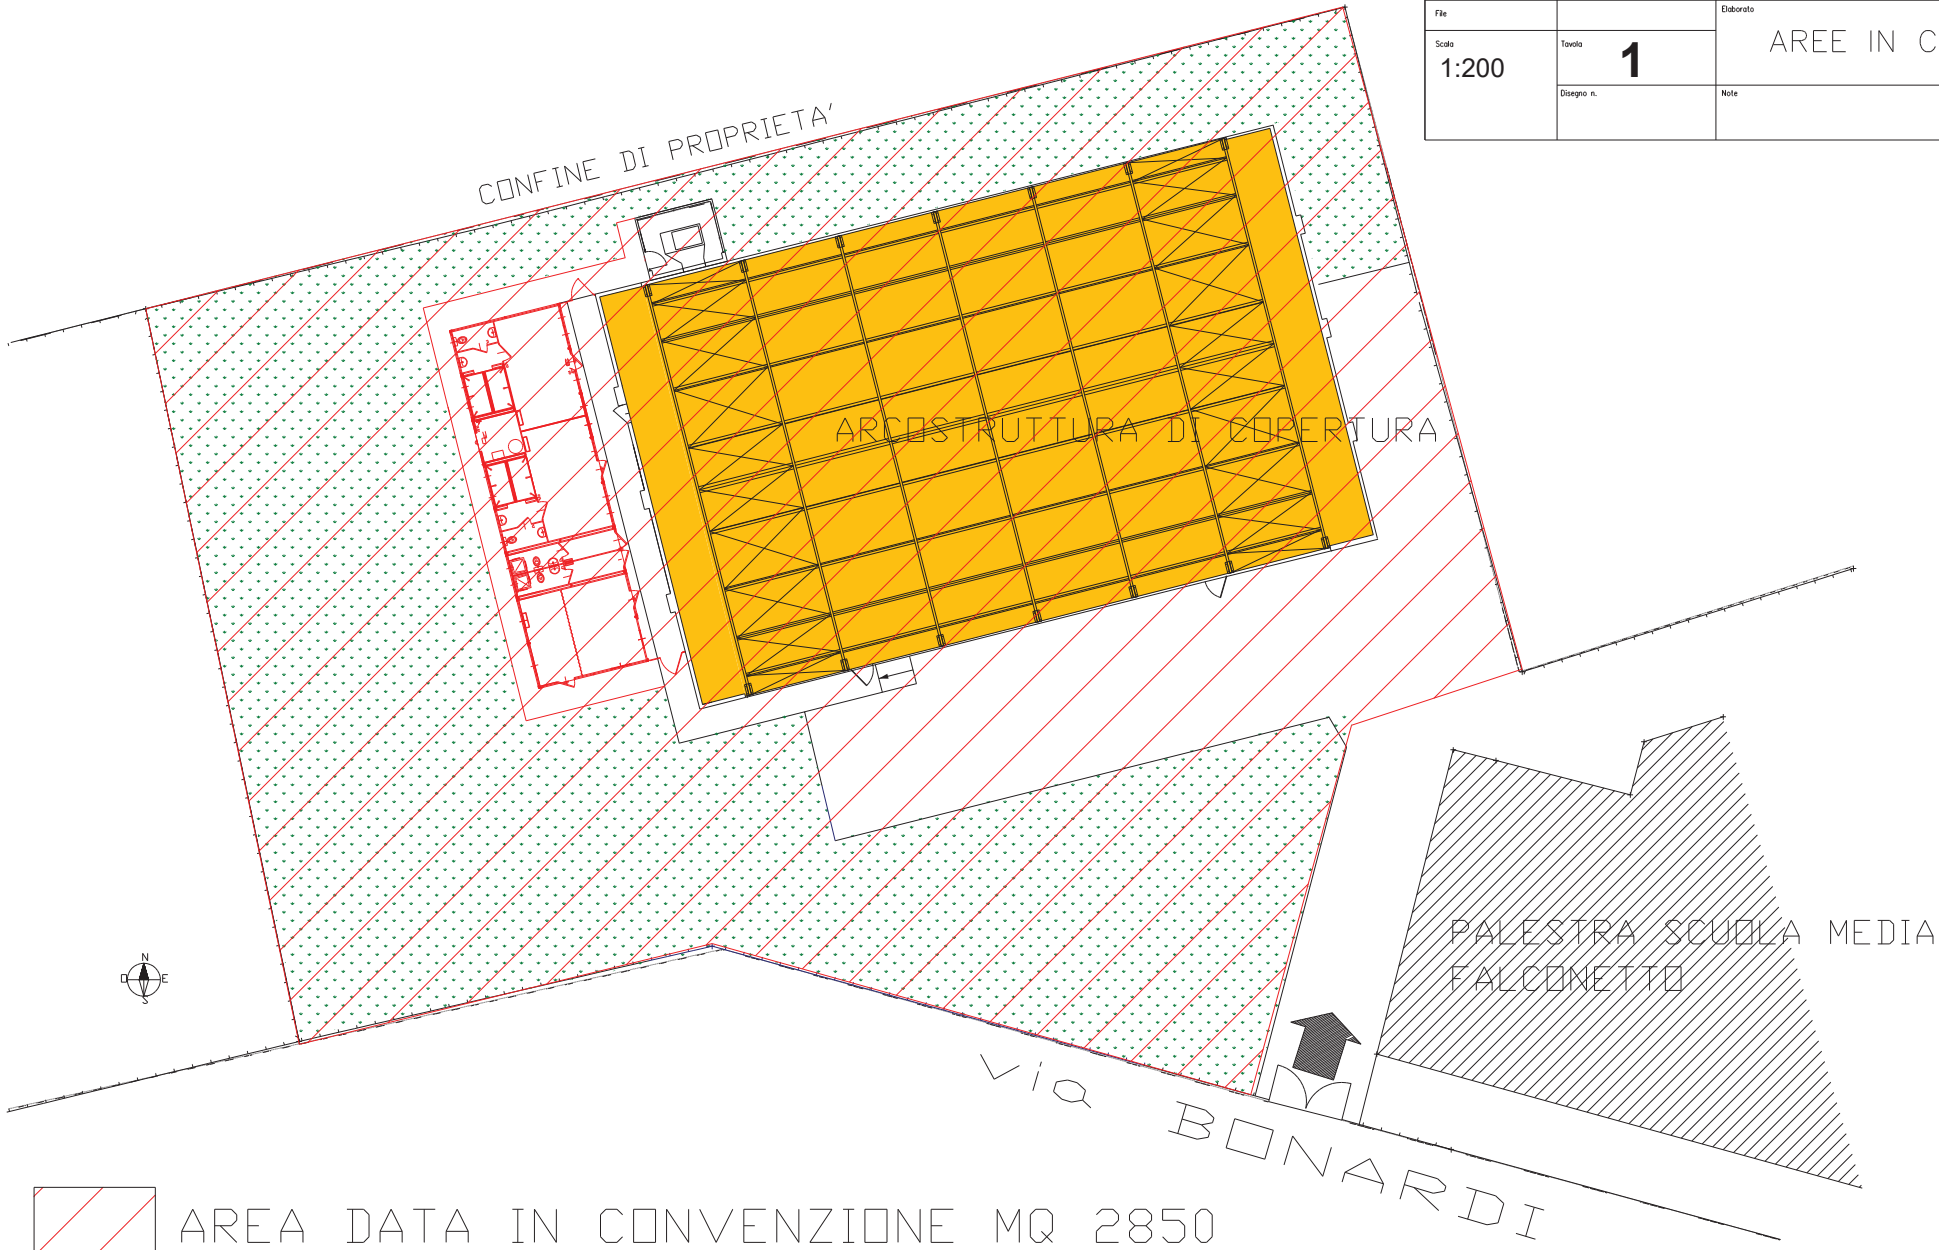 File
Elaborato
Scala
1:200
Tavola
1
AREE IN C
Disegno n.
Note
CONFINE DI PROPRIETA'
ARCOSTRUTTURA DI COPERTURA
PALESTRA SCUOLA MEDIA
FALCONETTO
N
O E
S
Via BONARDI
AREA DATA IN CONVENZIONE MQ 2850